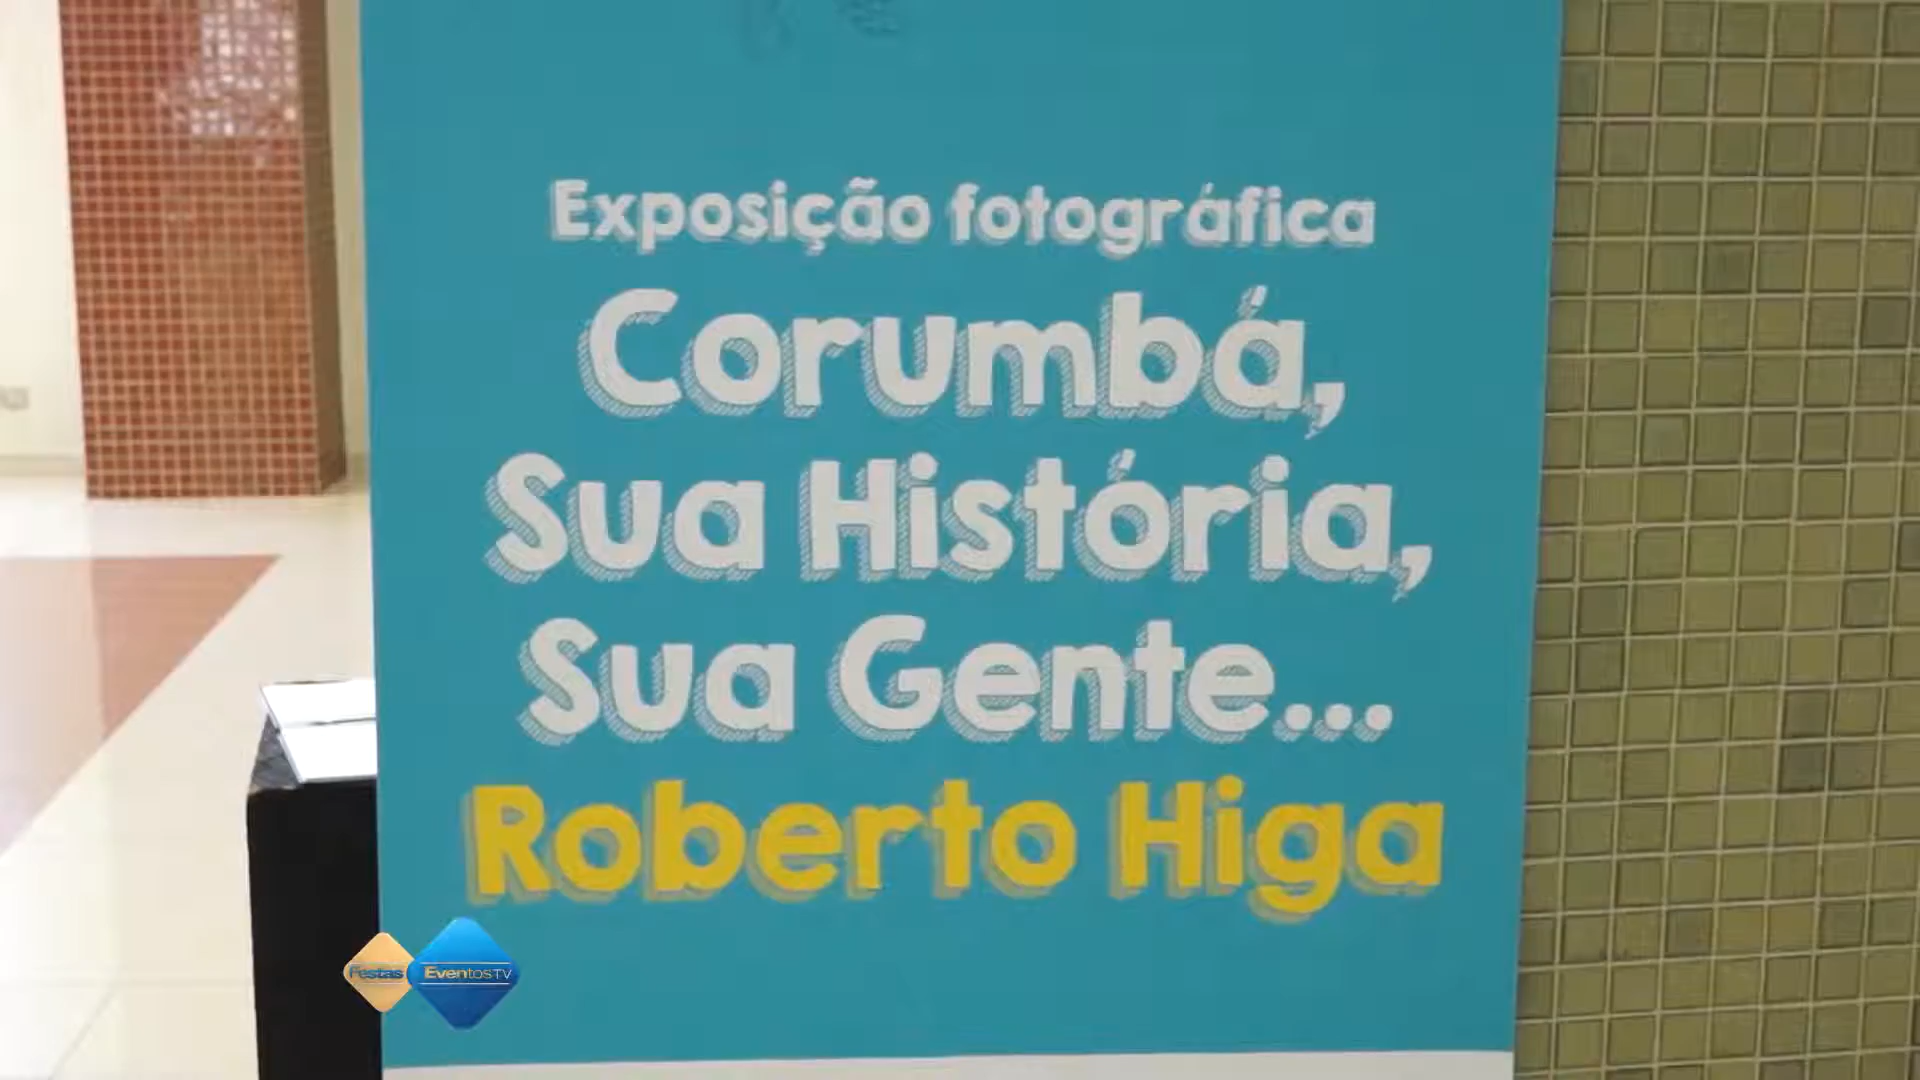 Exposição fotográfica
Corumbá,
Sua História,
Sua Gente...
Roberto Higa
Festas EventosTV